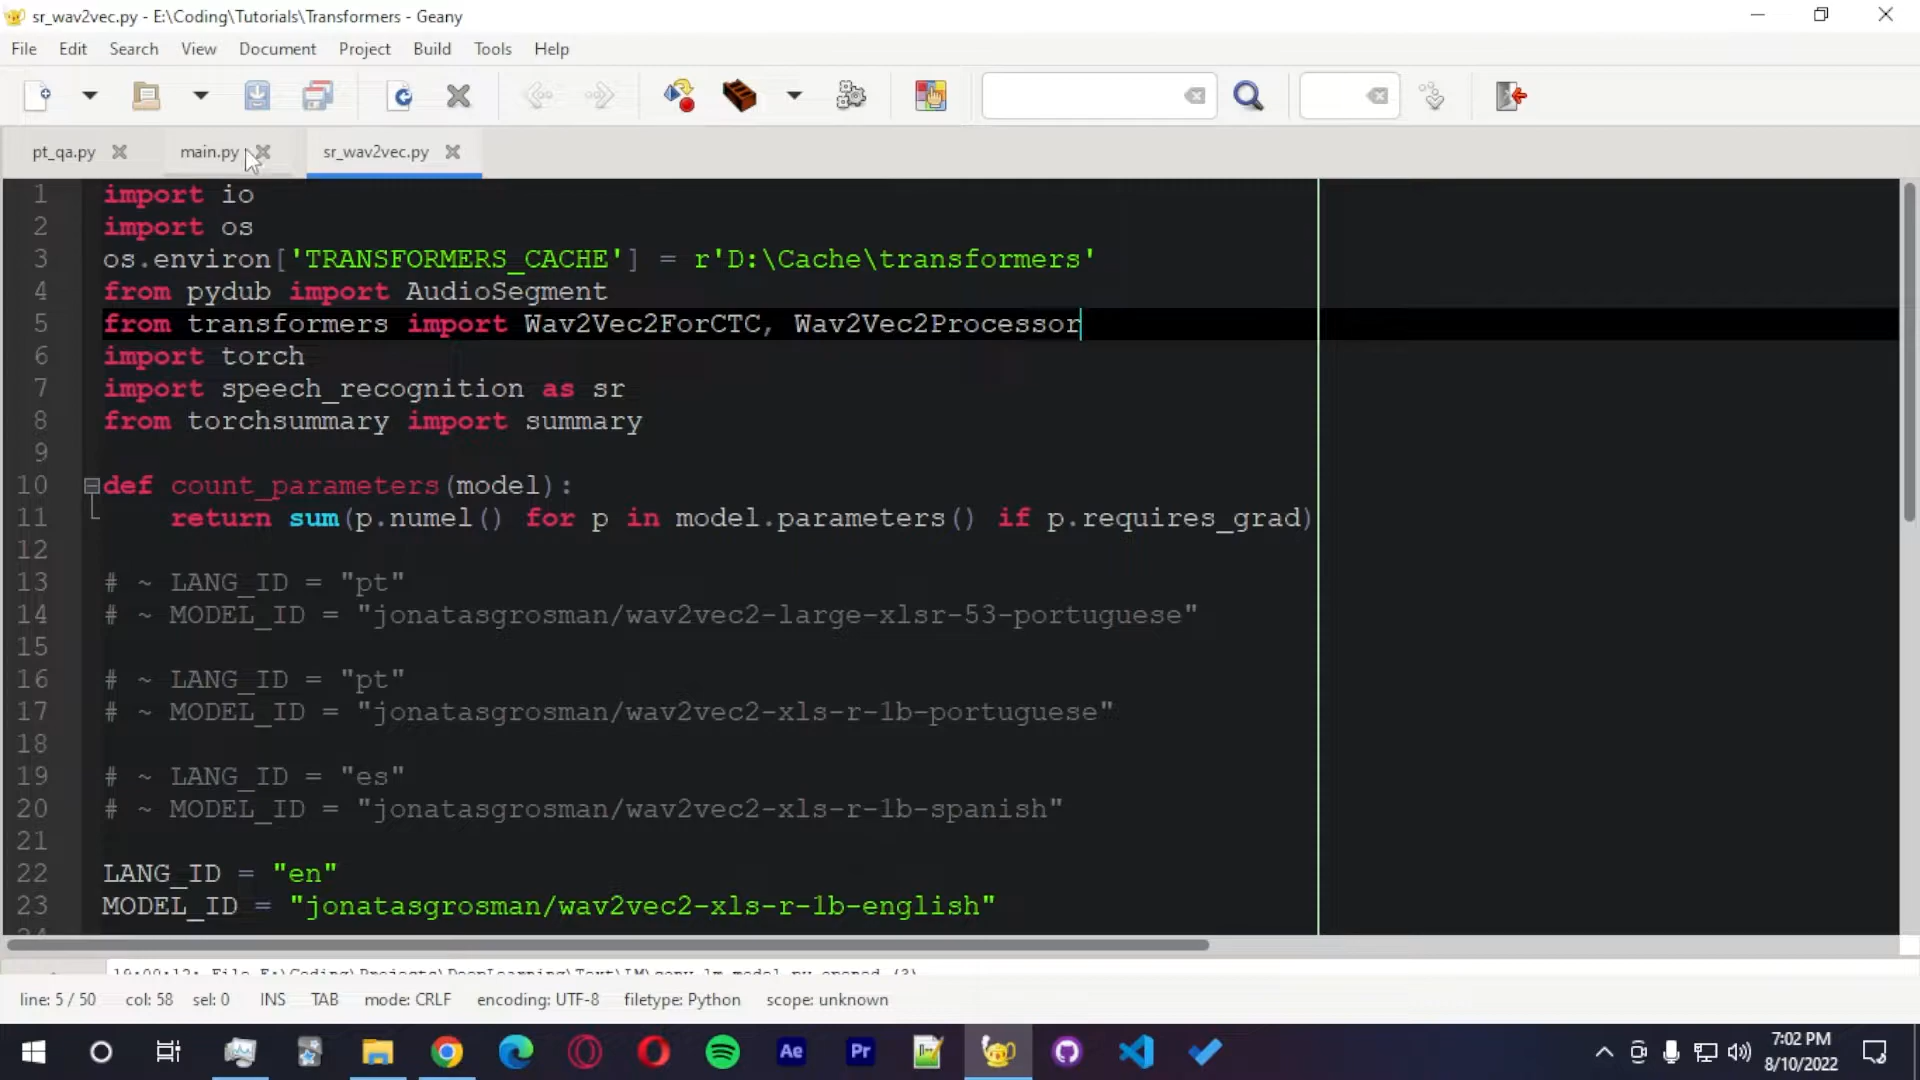 sr_wav2vec.py - E:\Coding\Tutorials\Transformers - Geany
File Edit Search View Document Project Build Tools Help
pt_qa.py main.py sr_wav2vec.py
1 import io
2 import os
3 os.environ['TRANSFORMERS_CACHE'] = r'D:\Cache\transformers'
4 from pydub import AudioSegment
5 from transformers import Wav2Vec2ForCTC, Wav2Vec2Processor
6 import torch
7 import speech_recognition as sr
8 from torchsummary import summary
9
10 def count_parameters(model):
11 return sum(p.numel() for p in model.parameters() if p.requires_grad)
12
13 # ~ LANG_ID = "pt"
14 # ~ MODEL_ID = "jonatasgrosman/wav2vec2-large-xlsr-53-portuguese"
15
16 # ~ LANG_ID = "pt"
17 # ~ MODEL_ID = "jonatasgrosman/wav2vec2-xls-r-1b-portuguese"
18
19 # ~ LANG_ID = "es"
20 # ~ MODEL_ID = "jonatasgrosman/wav2vec2-xls-r-1b-spanish"
21
22 LANG_ID = "en"
23 MODEL_ID = "jonatasgrosman/wav2vec2-xls-r-1b-english"
line: 5 / 50 col: 58 sel: 0 INS TAB mode: CRLF encoding: UTF-8 filetype: Python scope: unknown
Ae Pr
7:02 PM
8/10/2022